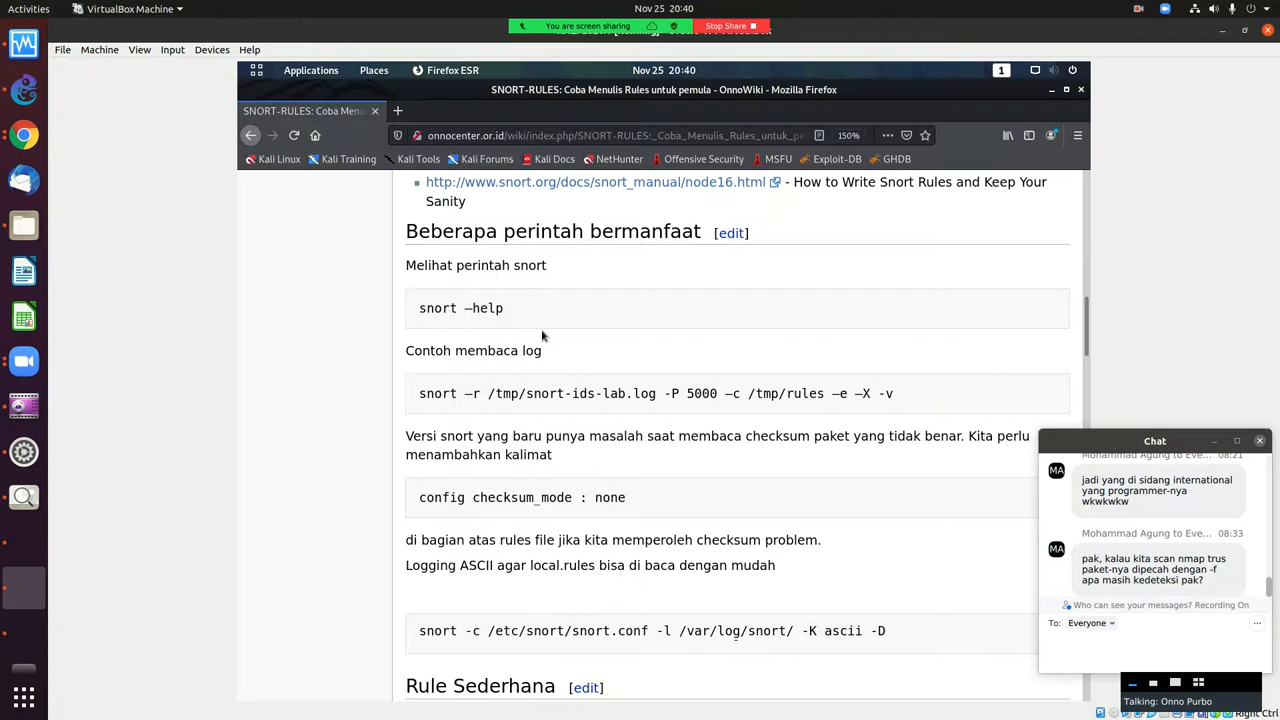 Activities
VirtualBox Machine
Nov 25 20:40
You are screen sharing
Stop Share
File Machine View Input Devices Help
Applications Places Firefox ESR
Nov 25 20:40
1
SNORT-RULES: Coba Menulis Rules untuk pemula - OnnoWiki - Mozilla Firefox
SNORT-RULES: Coba Menu
onnocenter.or.id/wiki/index.php/SNORT-RULES:_Coba_Menulis_Rules_untuk_pe
150%
Kali Linux Kali Training Kali Tools Kali Forums Kali Docs NetHunter Offensive Security MSFU Exploit-DB GHDB
http://www.snort.org/docs/snort_manual/node16.html - How to Write Snort Rules and Keep Your
Sanity
Beberapa perintah bermanfaat [edit]
Melihat perintah snort
snort –help
Contoh membaca log
snort –r /tmp/snort-ids-lab.log -P 5000 –c /tmp/rules –e –X -v
Versi snort yang baru punya masalah saat membaca checksum paket yang tidak benar. Kita perlu
menambahkan kalimat
config checksum_mode : none
di bagian atas rules file jika kita memperoleh checksum problem.
Logging ASCII agar local.rules bisa di baca dengan mudah
snort -c /etc/snort/snort.conf -l /var/log/snort/ -K ascii -D
Rule Sederhana [edit]
Chat
Mohammad Agung to Eve... 08:21
MA
jadi yang di sidang international
yang programmer-nya
wkwkwkw
Mohammad Agung to Eve... 08:33
MA
pak, kalau kita scan nmap trus
paket-nya dipecah dengan -f
apa masih kedeteksi pak?
Who can see your messages? Recording On
To: Everyone
Talking: Onno Purbo
Right Ctrl